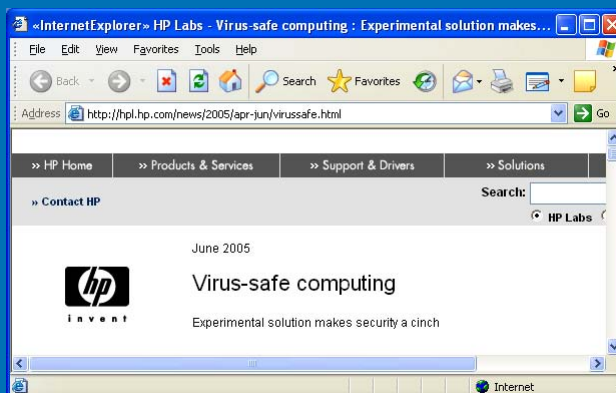 «InternetExplorer» HP Labs - Virus-safe computing : Experimental solution makes...
File Edit View Favorites Tools Help
Back Search Favorites »
Address http://hpl.hp.com/news/2005/apr-jun/virussafe.html Go
» HP Home » Products & Services » Support & Drivers » Solutions
Search:
» Contact HP
HP Labs
June 2005
hp
invent
Virus-safe computing
Experimental solution makes security a cinch
Internet